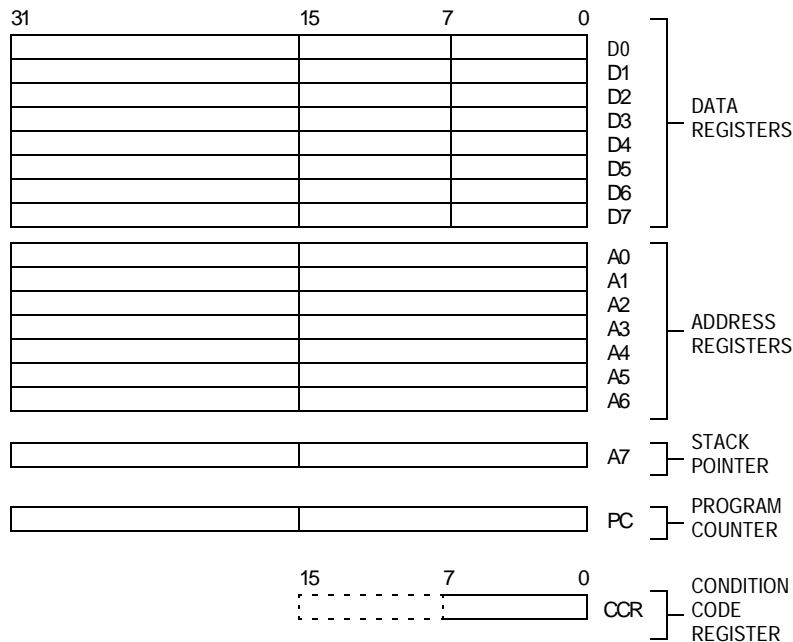 31 15 7 0
D0
D1
D2
D3
D4
D5
D6
D7
DATA
REGISTERS
A0
A1
A2
A3
A4
A5
A6
ADDRESS
REGISTERS
A7
STACK
POINTER
PC
PROGRAM
COUNTER
15 7 0
CCR
CONDITION
CODE
REGISTER